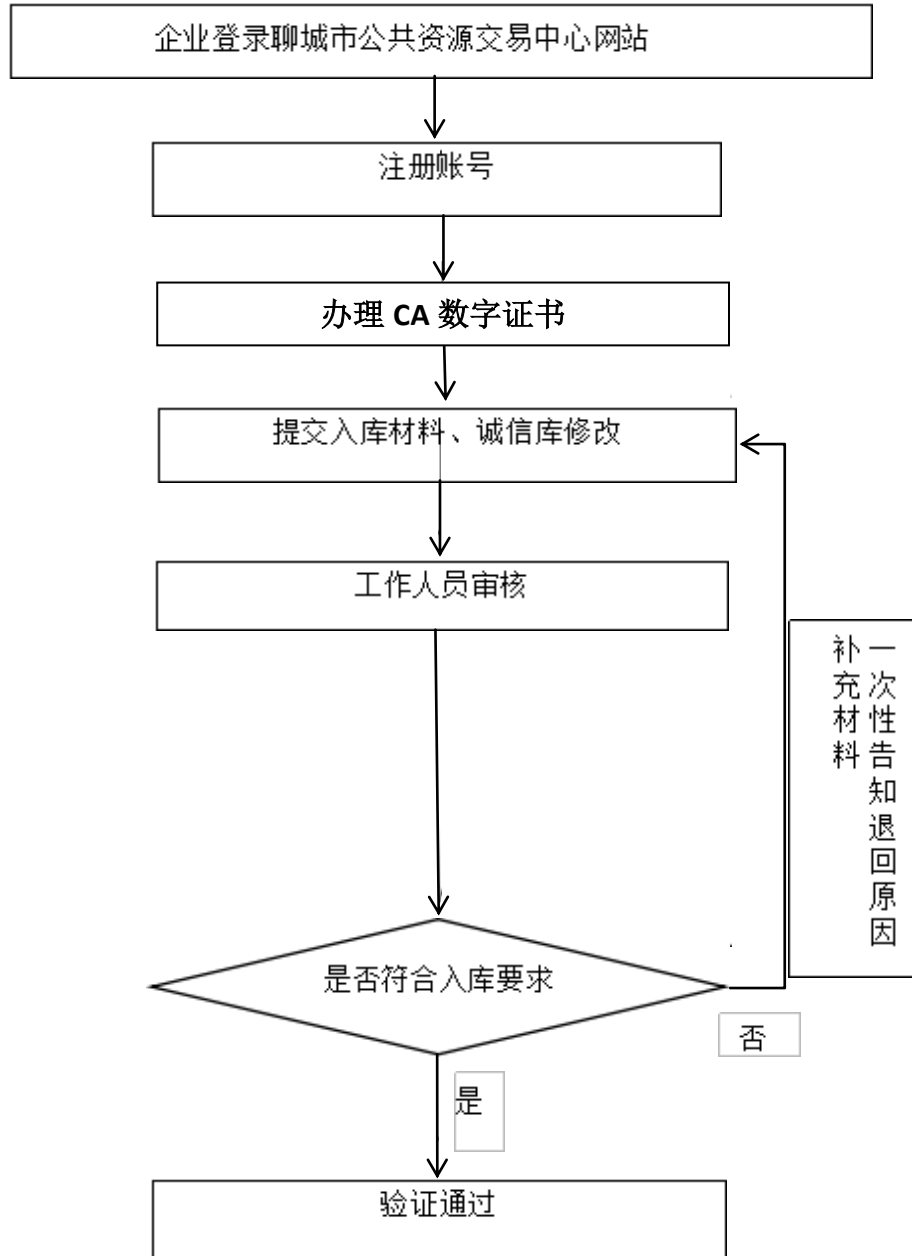 企业登录聊城市公共资源交易中心网站
注册账号
办理 CA 数字证书
提交入库材料、诚信库修改
工作人员审核
一次性告知退回原因
补充材料
是否符合入库要求
否
是
验证通过